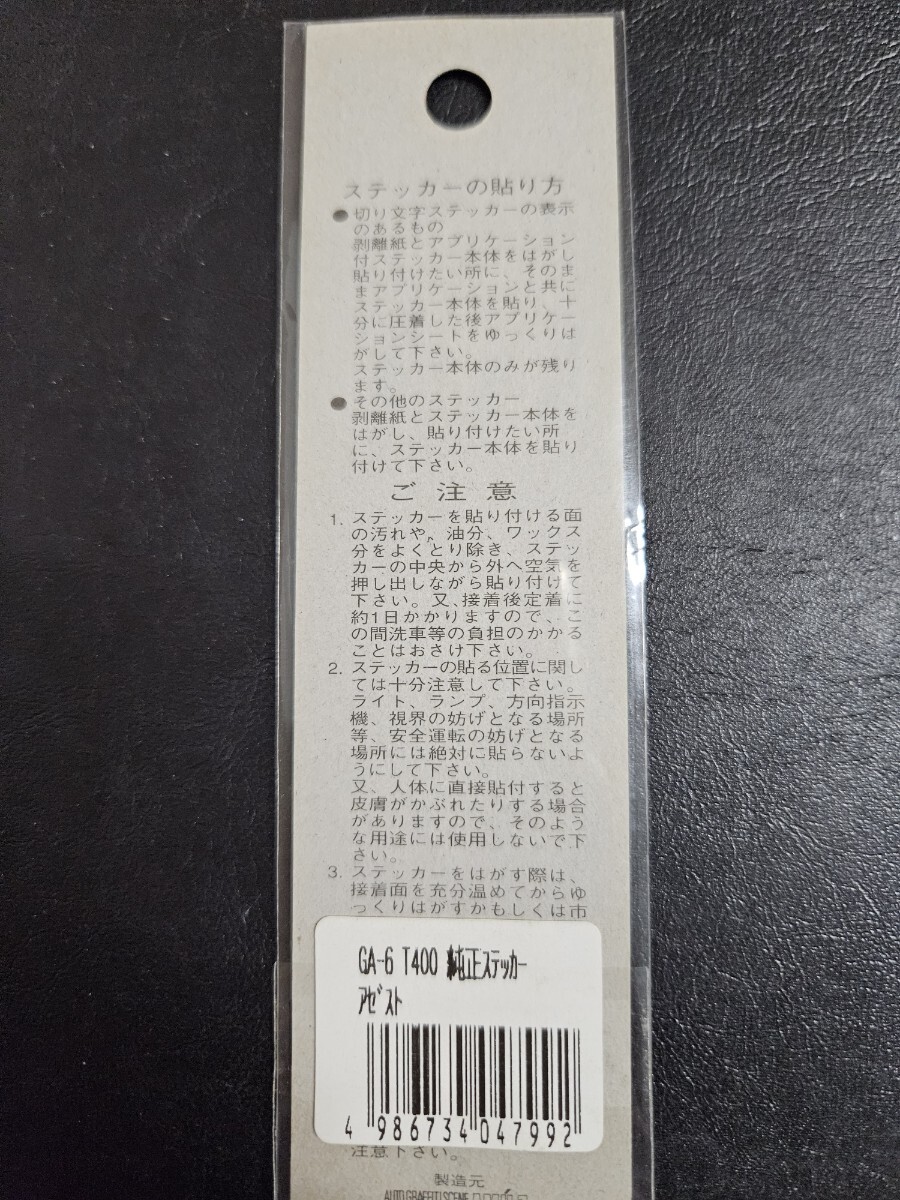 ステッカーの貼り方
●切り文字ステッカーの表示
のあるもの
剥離紙とアプリケーション
付ステッカー本体をはがし
貼り付けたい所に、そのま
まアプリケーションと共に
ステッカー本体を貼り、十
分に圧着した後アプリケー
ションシートをゆっくりは
がして下さい。
ステッカー本体のみが残り
ます。
●その他のステッカー
剥離紙とステッカー本体を
はがし、貼り付けたい所
に、ステッカー本体を貼り
付けて下さい。
ご注意
1. ステッカーを貼り付ける面
の汚れや、油分、ワックス
分をよくとり除き、ステッ
カーの中央から外へ空気を
押し出しながら貼り付けて
下さい。又、接着後定着に
約1日かかりますので、こ
の間洗車等の負担のかかる
ことはおさけ下さい。
2. ステッカーの貼る位置に関し
ては十分注意して下さい。
ライト、ランプ、方向指示
機、視界の妨げとなる場所
等、安全運転の妨げとなる
場所には絶対に貼らないよ
うにして下さい。
又、人体に直接貼付すると
皮膚がかぶれたりする場合
がありますので、そのよう
な用途には使用しないで下
さい。
3. ステッカーをはがす際は、
接着面を充分温めてからゆ
っくりはがすかもしくは市
GA-6 T400 純正ステッカー
アゼスト
4 986734 047992
注意下さい。
製造元
AUTO GRAFFITI SCENE